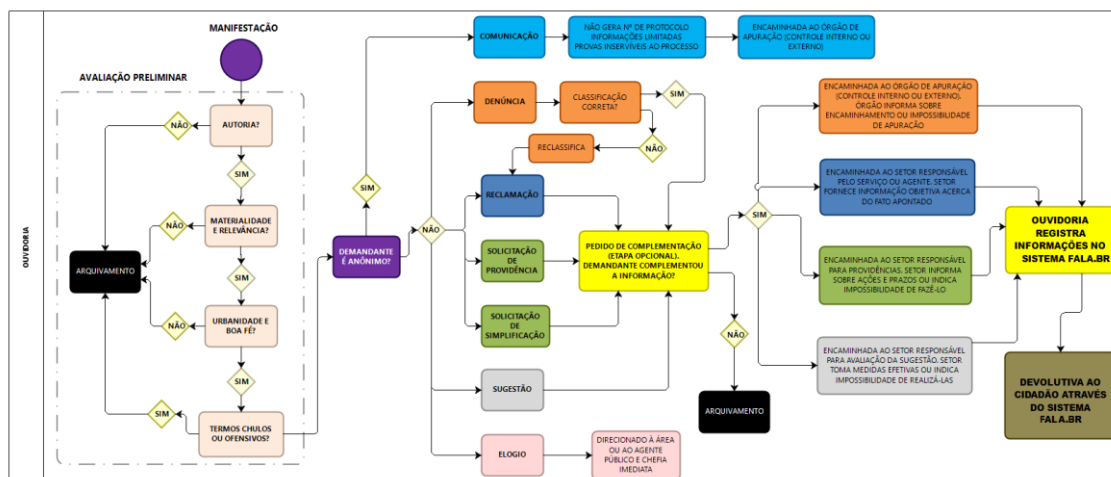 MANIFESTAÇÃO
AVALIAÇÃO PRELIMINAR
OUVIDORIA
AUTORIA?
NÃO
SIM
MATERIALIDADE
E RELEVÂNCIA?
NÃO
SIM
ARQUIVAMENTO
URBANIDADE E
BOA FÉ?
NÃO
SIM
TERMOS CHULOS
OU OFENSIVOS?
SIM
DEMANDANTE
É ANÔNIMO?
SIM
NÃO
COMUNICAÇÃO
NÃO GERA Nº DE PROTOCOLO
INFORMAÇÕES LIMITADAS
PROVAS INSERVÍVEIS AO PROCESSO
ENCAMINHADA AO ÓRGÃO DE
APURAÇÃO (CONTROLE INTERNO OU
EXTERNO)
DENÚNCIA
CLASSIFICAÇÃO
CORRETA?
SIM
NÃO
RECLASSIFICA
RECLAMAÇÃO
SOLICITAÇÃO
DE
PROVIDÊNCIA
SOLICITAÇÃO
DE
SIMPLIFICAÇÃO
SUGESTÃO
ELOGIO
DIRECIONADO À ÁREA
OU AO AGENTE
PÚBLICO E CHEFIA
IMEDIATA
PEDIDO DE COMPLEMENTAÇÃO
(ETAPA OPCIONAL).
DEMANDANTE COMPLEMENTOU
A INFORMAÇÃO?
SIM
NÃO
ARQUIVAMENTO
ENCAMINHADA AO ÓRGÃO DE APURAÇÃO
(CONTROLE INTERNO OU EXTERNO).
ÓRGÃO INFORMA SOBRE
ENCAMINHAMENTO OU IMPOSSIBILIDADE
DE APURAÇÃO
ENCAMINHADA AO SETOR RESPONSÁVEL
PELO SERVIÇO OU AGENTE. SETOR
FORNECE INFORMAÇÃO OBJETIVA ACERCA
DO FATO APONTADO
ENCAMINHADA AO SETOR RESPONSÁVEL
PARA PROVIDÊNCIAS. SETOR INFORMA
SOBRE AÇÕES E PRAZOS OU INDICA
IMPOSSIBILIDADE DE FAZÊ-LO
ENCAMINHADA AO SETOR RESPONSÁVEL
PARA AVALIAÇÃO DA SUGESTÃO. SETOR
TOMA MEDIDAS EFETIVAS OU INDICA
IMPOSSIBILIDADE DE REALIZÁ-LAS
OUVIDORIA
REGISTRA
INFORMAÇÕES NO
SISTEMA FALA.BR
DEVOLUTIVA AO
CIDADÃO ATRAVÉS
DO SISTEMA
FALA.BR